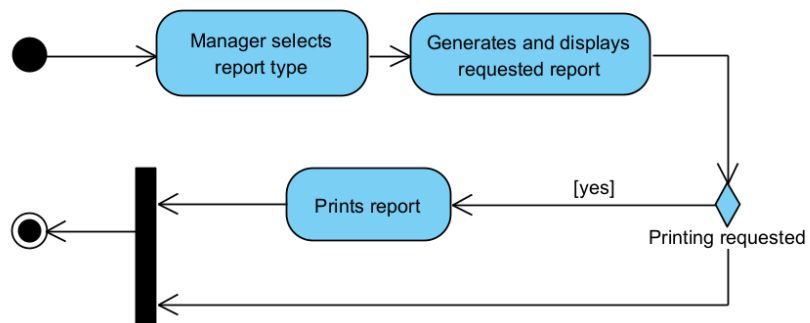 Manager selects
report type
Generates and displays
requested report
[yes]
Prints report
Printing requested